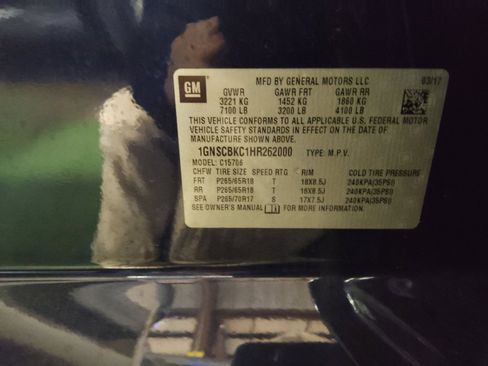 GM
MFD BY GENERAL MOTORS LLC 03/17
GVWR GAWR FRT GAWR RR
3221 KG 1452 KG 1860 KG
7100 LB 3200 LB 4100 LB
THIS VEHICLE CONFORMS TO ALL APPLICABLE U.S. FEDERAL MOTOR
VEHICLE SAFETY STANDARDS IN EFFECT ON THE DATE OF
MANUFACTURE SHOWN ABOVE.
1GNSCBKC1HR262000 TYPE: M.P.V.
MODEL: C15706
CHFW TIRE SIZE SPEED RTG RIM COLD TIRE PRESSURE
FRT P265/65R18 T 18X8.5J 240KPA(35PSI)
RR P265/65R18 T 18X8.5J 240KPA(35PSI)
SPA P265/70R17 S 17X7.5J 240KPA(35PSI)
SEE OWNER'S MANUAL FOR MORE INFORMATION.